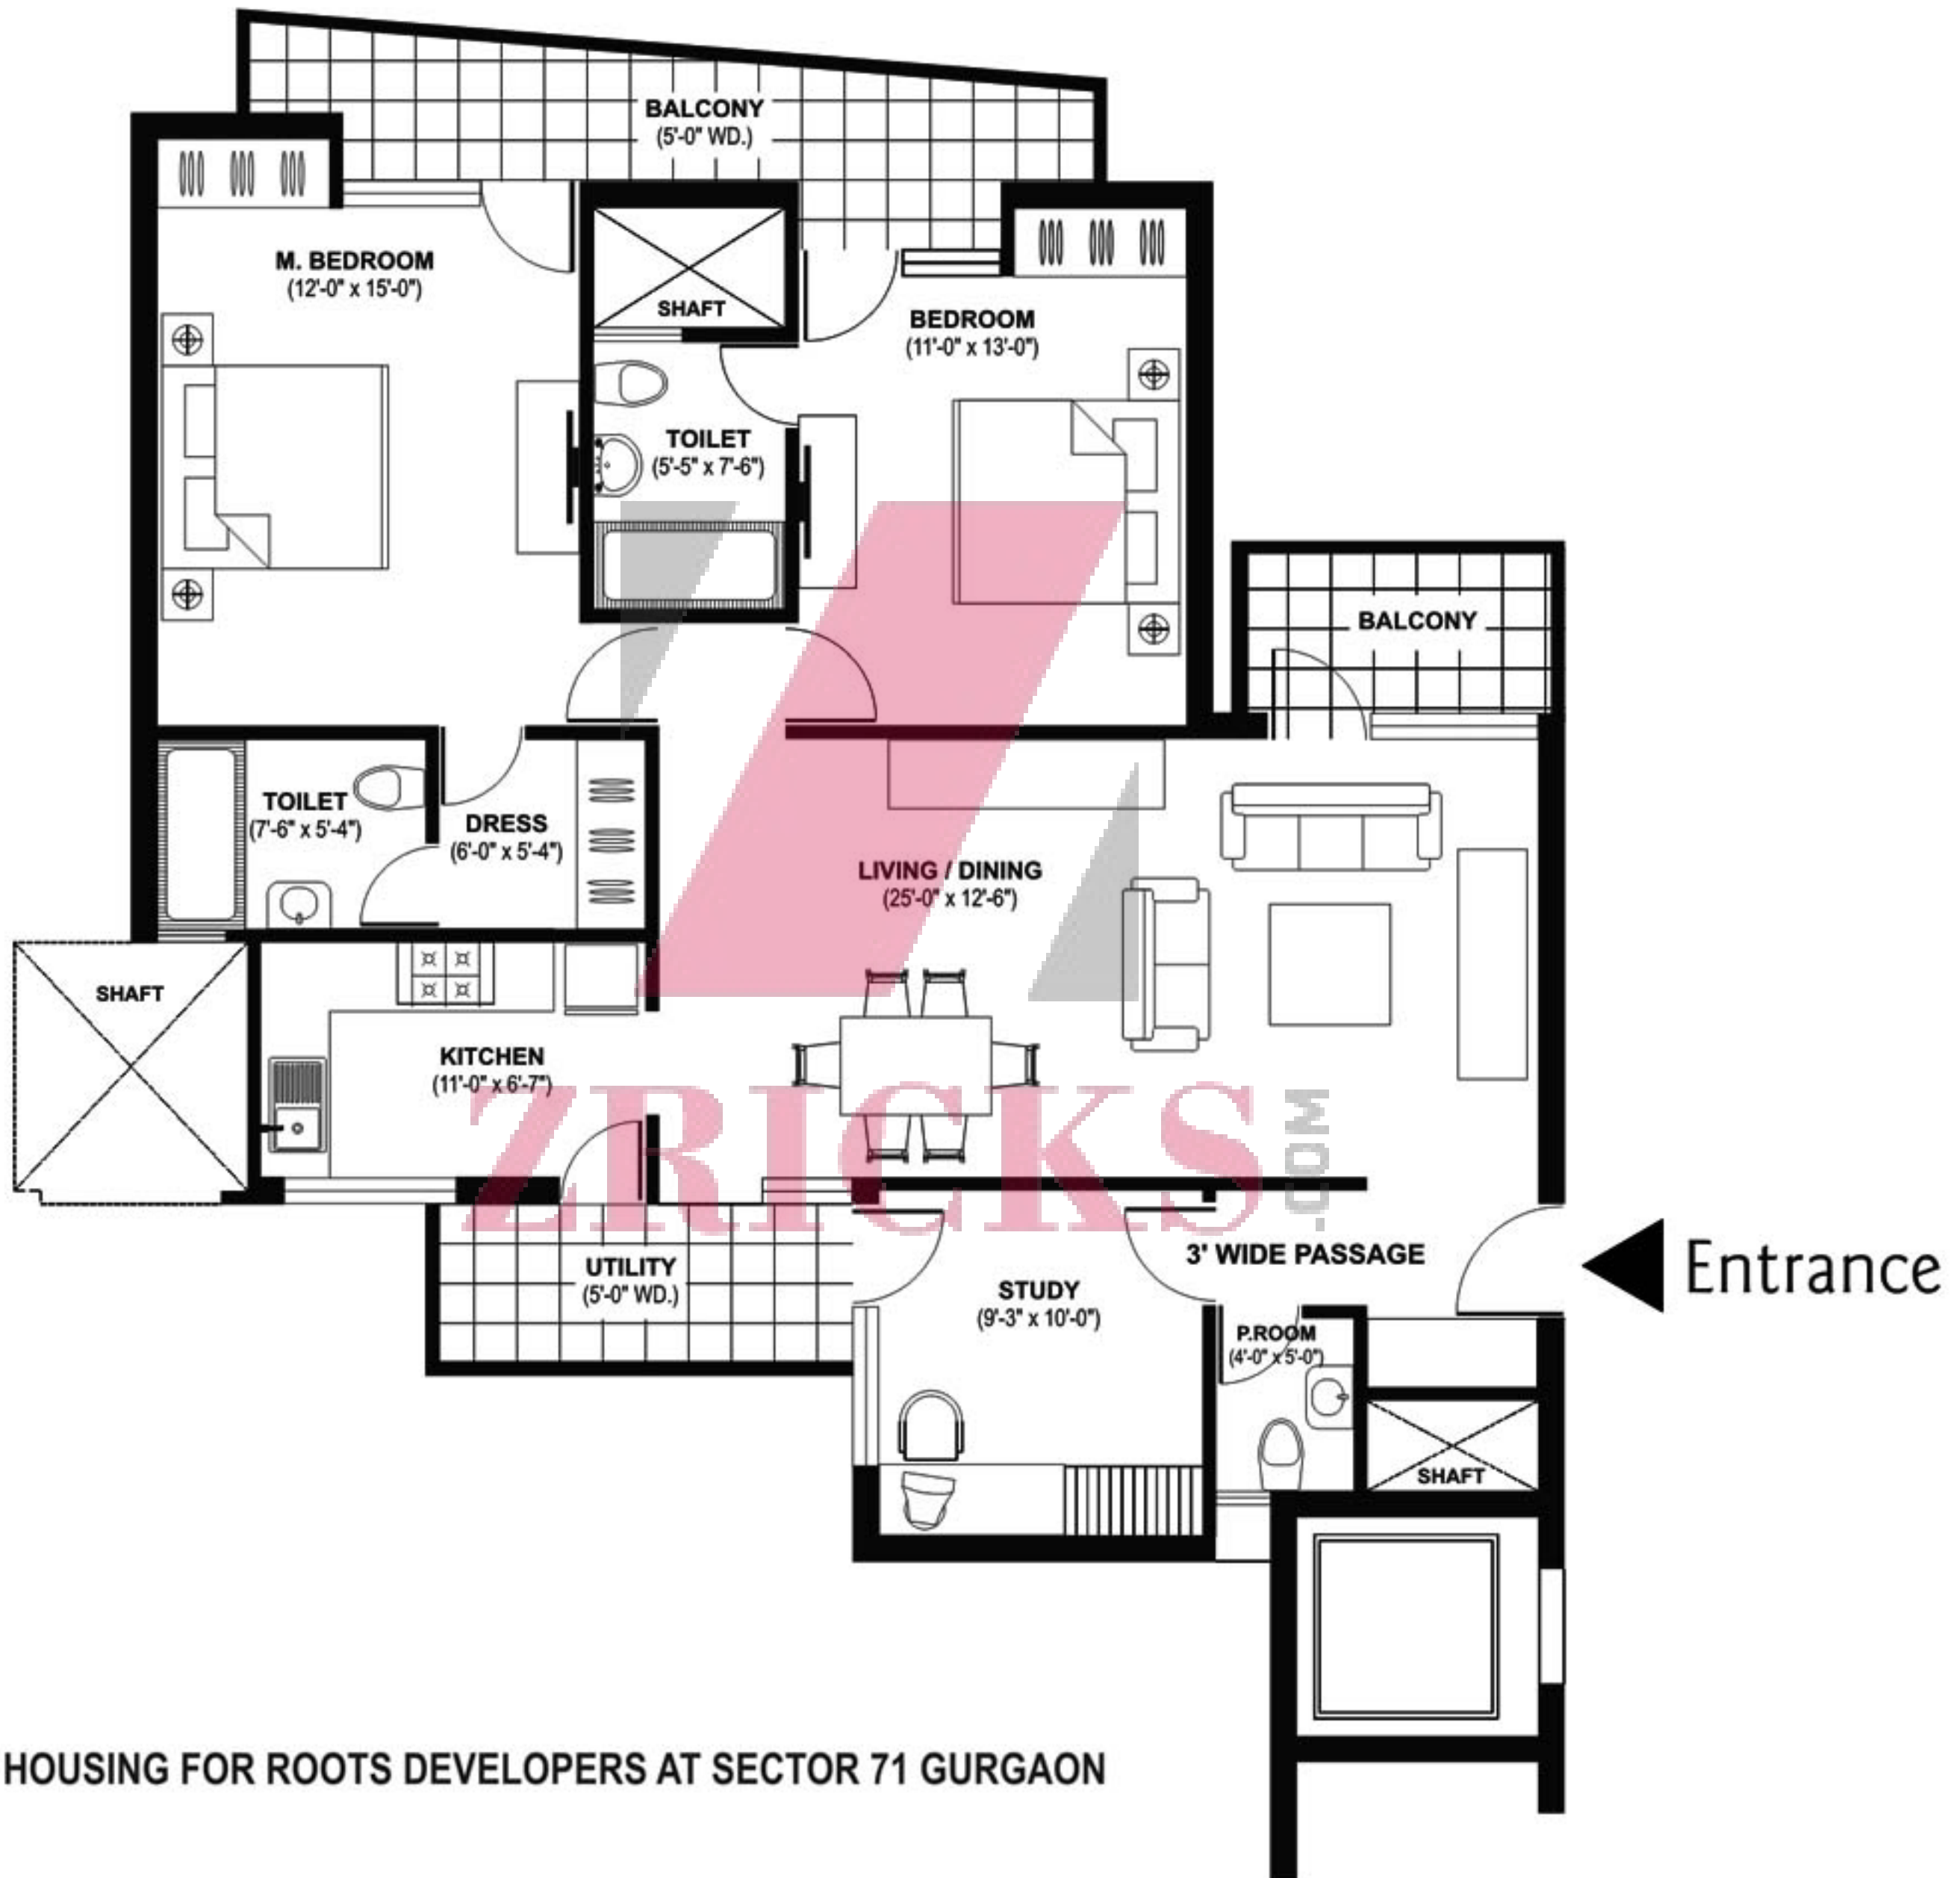 BALCONY
(5'-0" WD.)
M. BEDROOM
(12'-0" x 15'-0")
SHAFT
BEDROOM
(11'-0" x 13'-0")
TOILET
(5'-5" x 7'-6")
BALCONY
TOILET
(7'-6" x 5'-4")
DRESS
(6'-0" x 5'-4")
LIVING / DINING
(25'-0" x 12'-6")
SHAFT
KITCHEN
(11'-0" x 6'-7")
ZRICKS
.COM
UTILITY
(5'-0" WD.)
STUDY
(9'-3" x 10'-0")
3' WIDE PASSAGE
Entrance
P.ROOM
(4'-0" x 5'-0")
SHAFT
HOUSING FOR ROOTS DEVELOPERS AT SECTOR 71 GURGAON